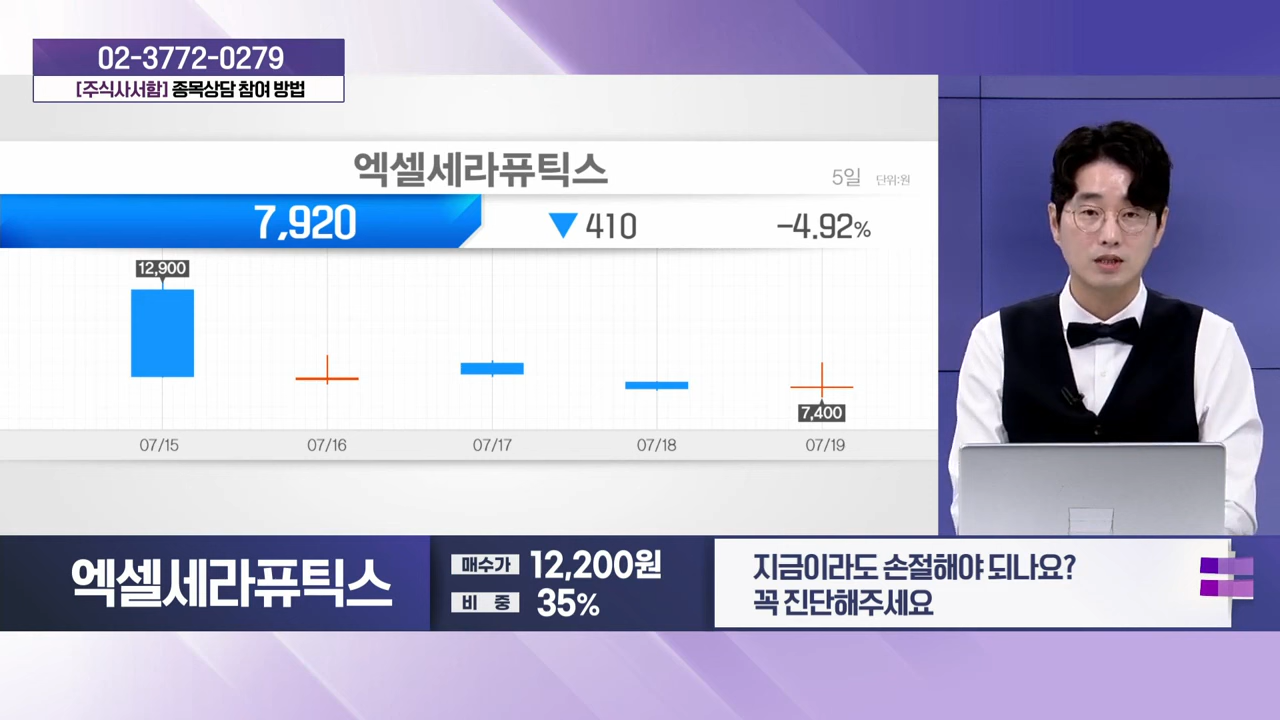 02-3772-0279
[주식사서함] 종목상담 참여 방법
엑셀세라퓨틱스
5일 단위:원
7,920 ▼410 -4.92%
12,900
7,400
07/15 07/16 07/17 07/18 07/19
엑셀세라퓨틱스
매수가 12,200원
비 중 35%
지금이라도 손절해야 되나요?
꼭 진단해주세요